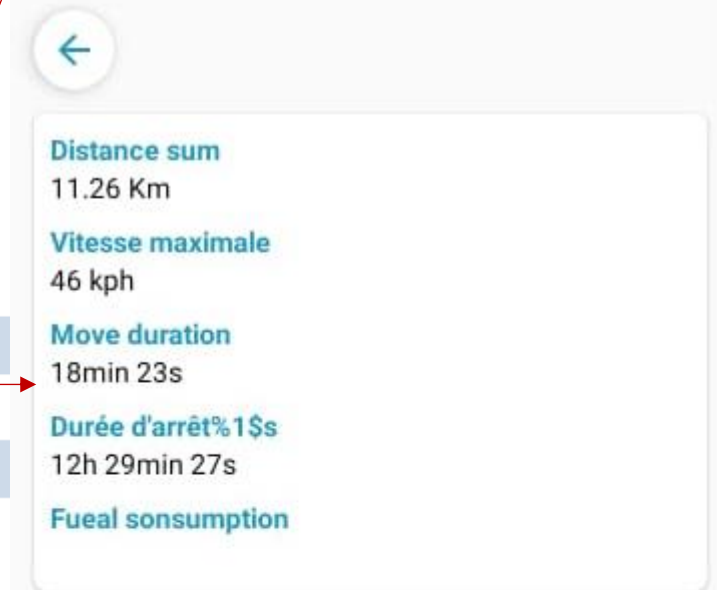 Distance sum
11.26 Km
Vitesse maximale
46 kph
Move duration
18min 23s
Durée d'arrêt%1$s
12h 29min 27s
Fueal sonsumption